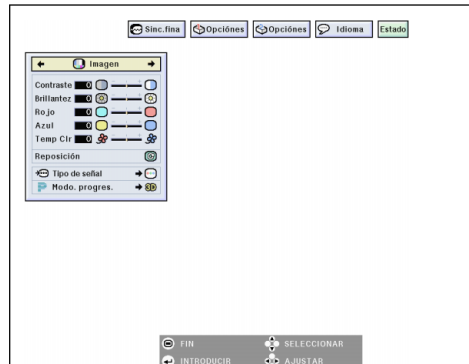 Sinc.fina Opciónes Opciónes Idioma Estado
Imagen
Contraste 0
Brillantez 0
Rojo 0
Azul 0
Temp Clr 0
Reposición
Tipo de señal
P Modo. progres. 3D
FIN SELECCIONAR
INTRODUCIR AJUSTAR